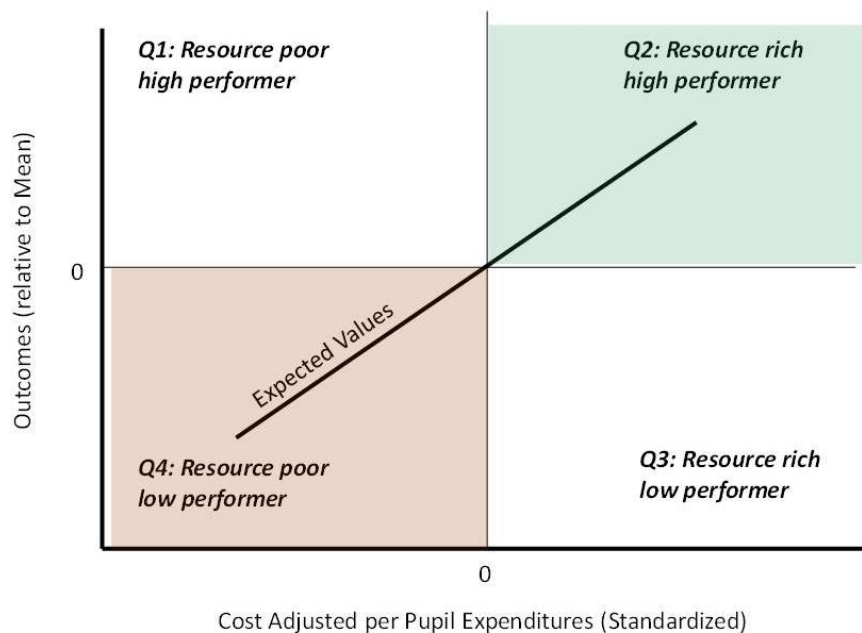 Q1: Resource poor
high performer
Q2: Resource rich
high performer
Outcomes (relative to Mean)
0
Expected Values
Q4: Resource poor
low performer
Q3: Resource rich
low performer
0
Cost Adjusted per Pupil Expenditures (Standardized)